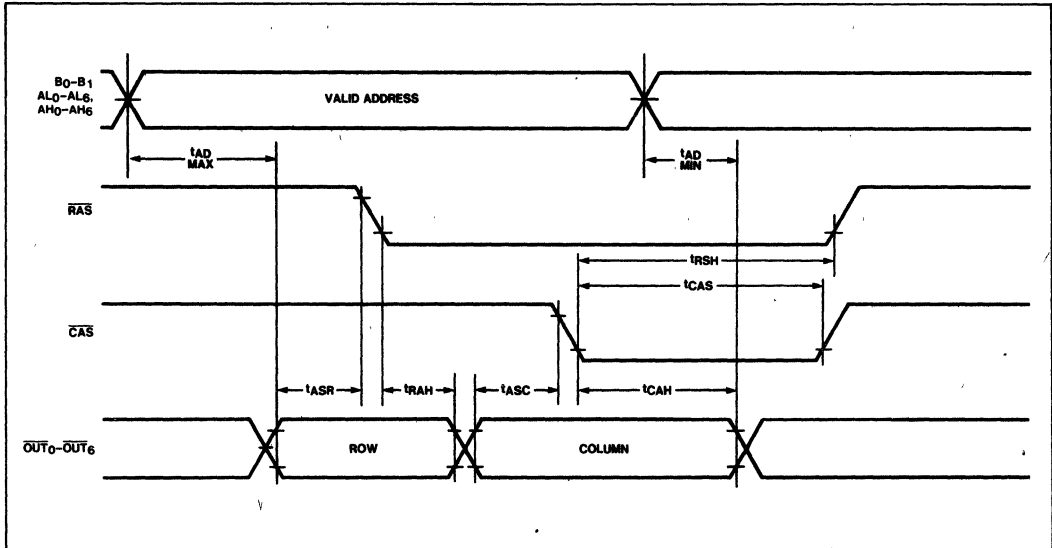 B0–B1
AL0–AL6,
AH0–AH6
VALID ADDRESS
tAD
MAX
tAD
MIN
RAS
tRSH
tCAS
CAS
tASR
tRAH
tASC
tCAH
OUT0–OUT6
ROW
COLUMN